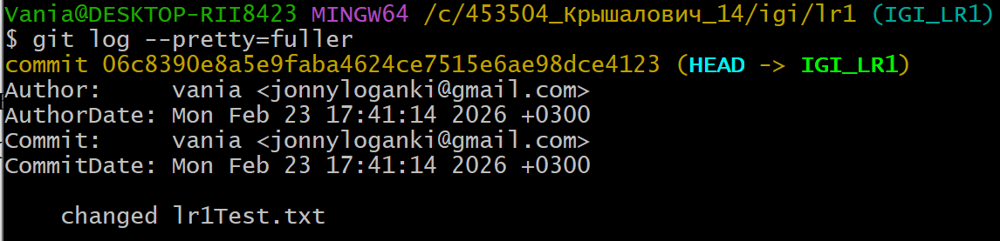 Vania@DESKTOP-RII8423 MINGW64 /c/453504_Крышалович_14/igi/lr1 (IGI_LR1)
$ git log --pretty=fuller
commit 06c8390e8a5e9faba4624ce7515e6ae98dce4123 (HEAD -> IGI_LR1)
Author:     vania <jonnyloganki@gmail.com>
AuthorDate: Mon Feb 23 17:41:14 2026 +0300
Commit:     vania <jonnyloganki@gmail.com>
CommitDate: Mon Feb 23 17:41:14 2026 +0300

    changed lr1Test.txt